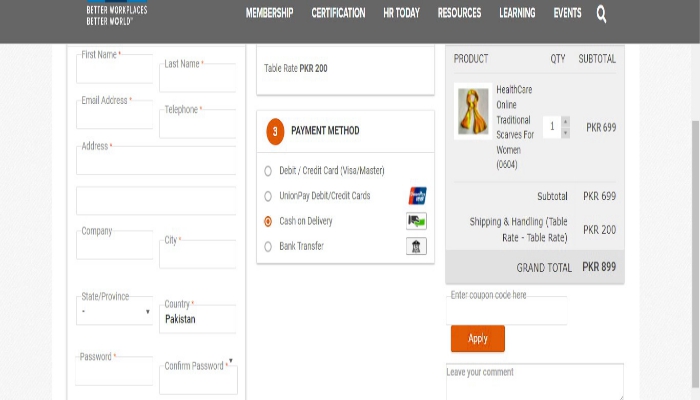 BETTER WORKPLACES
BETTER WORLD
MEMBERSHIP CERTIFICATION HR TODAY RESOURCES LEARNING EVENTS
First Name *
Last Name *
Email Address *
Telephone *
Address *
Company
City *
State/Province
-
Country *
Pakistan
Password *
Confirm Password *
Table Rate PKR 200
3 PAYMENT METHOD
Debit / Credit Card (Visa/Master)
UnionPay Debit/Credit Cards
Cash on Delivery
Bank Transfer
PRODUCT QTY SUBTOTAL
HealthCare
Online
Traditional
Scarves For
Women
(0604)
1
PKR 699
Subtotal PKR 699
Shipping & Handling (Table
Rate - Table Rate) PKR 200
GRAND TOTAL PKR 899
Enter coupon code here
Apply
Leave your comment